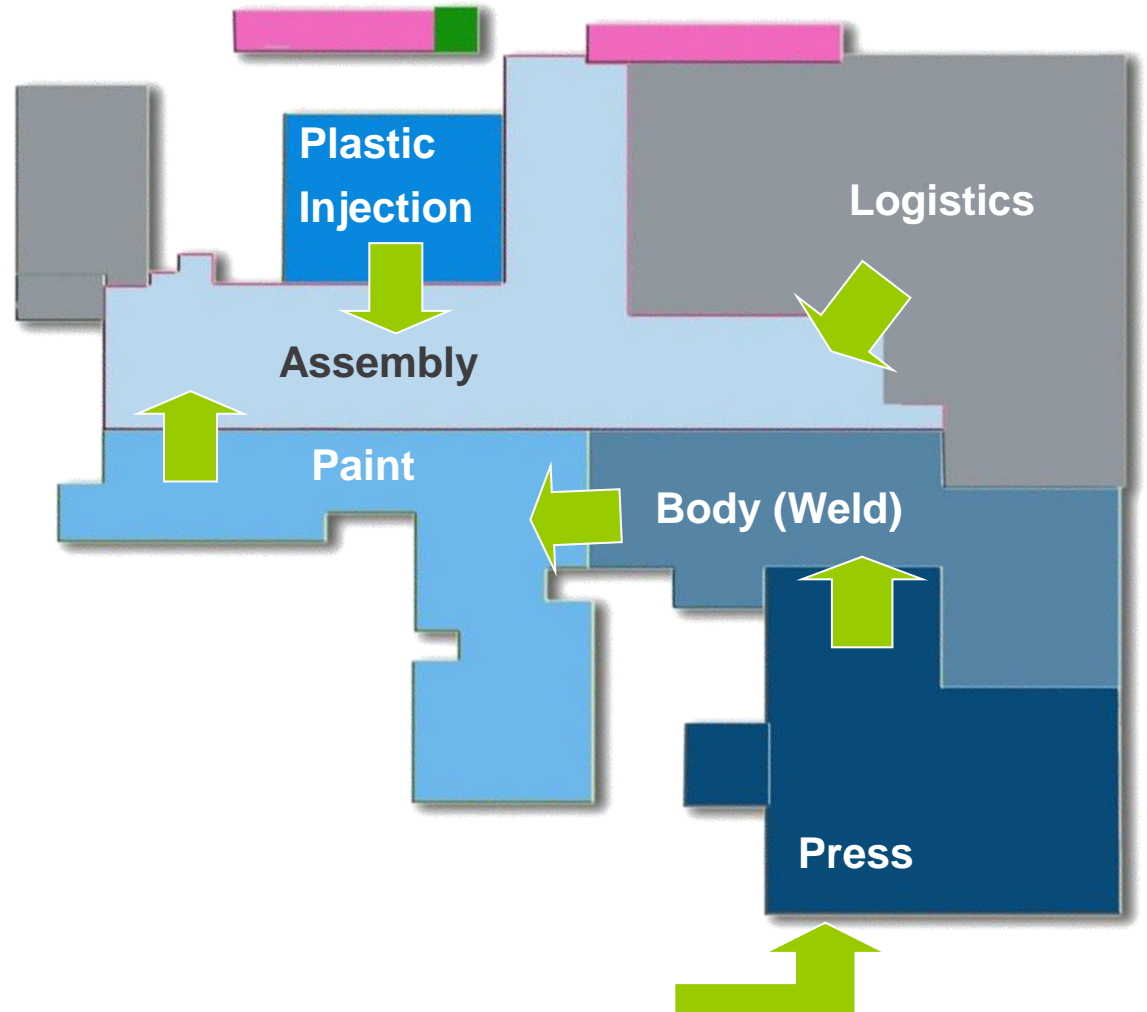 Plastic
Injection
Logistics
Assembly
Paint
Body (Weld)
Press